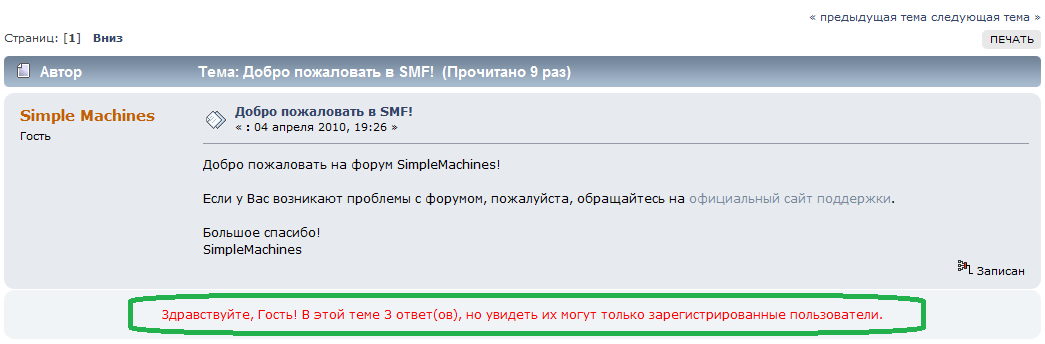 « предыдущая тема следующая тема »
Страниц: [1] Вниз
ПЕЧАТЬ
Автор Тема: Добро пожаловать в SMF! (Прочитано 9 раз)
Simple Machines
Гость
Добро пожаловать в SMF!
« : 04 апреля 2010, 19:26 »
Добро пожаловать на форум SimpleMachines!
Если у Вас возникают проблемы с форумом, пожалуйста, обращайтесь на официальный сайт поддержки.
Большое спасибо!
SimpleMachines
Записан
Здравствуйте, Гость! В этой теме 3 ответ(ов), но увидеть их могут только зарегистрированные пользователи.